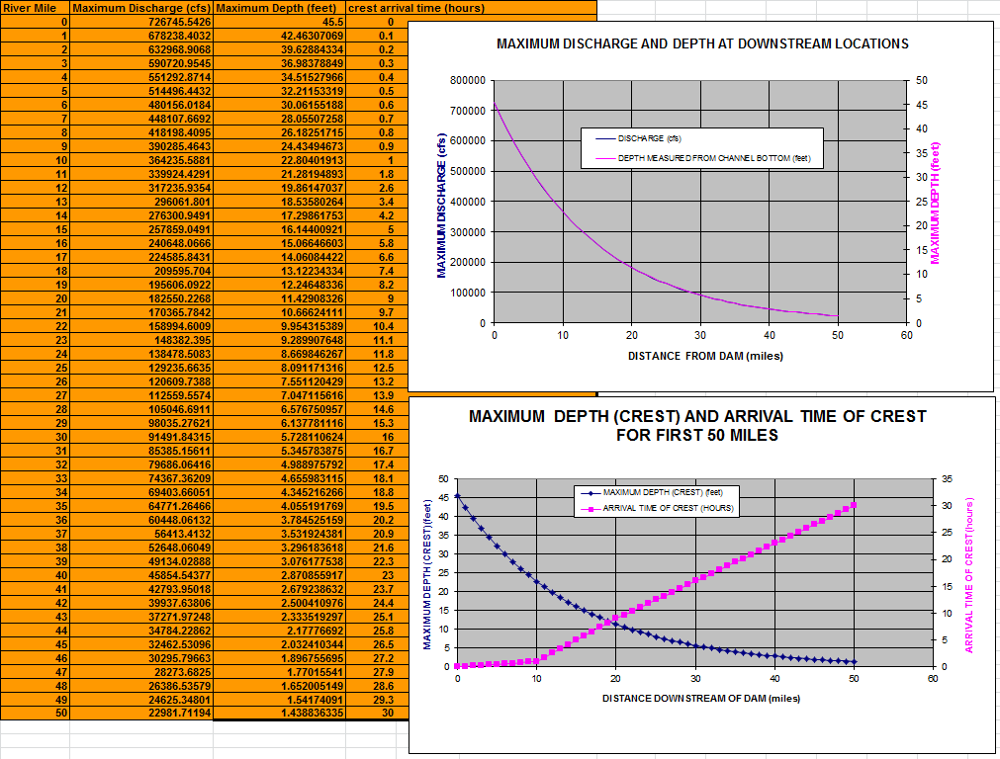 River Mile Maximum Discharge (cfs) Maximum Depth (feet) crest arrival time (hours)
0 726745.5426 45.5 0
1 678238.4032 42.46307069 0.1
2 632968.9068 39.62884334 0.2
3 590720.9545 36.98378849 0.3
4 551292.8714 34.51527966 0.4
5 514496.4432 32.21153319 0.5
6 480156.0184 30.06155188 0.6
7 448107.6692 28.05507258 0.7
8 418198.4095 26.18251715 0.8
9 390285.4643 24.43494673 0.9
10 364235.5881 22.80401913 1
11 339924.4291 21.28194893 1.8
12 317235.9354 19.86147037 2.6
13 296061.801 18.53580264 3.4
14 276300.9491 17.29861753 4.2
15 257859.0491 16.14400921 5
16 240648.0666 15.06646603 5.8
17 224585.8431 14.06084422 6.6
18 209595.704 13.12234334 7.4
19 195606.0922 12.24648336 8.2
20 182550.2268 11.42908326 9
21 170365.7842 10.66624111 9.7
22 158994.6009 9.954315389 10.4
23 148382.395 9.289907648 11.1
24 138478.5083 8.669846267 11.8
25 129235.6635 8.091171316 12.5
26 120609.7388 7.551120429 13.2
27 112559.5574 7.047115616 13.9
28 105046.6911 6.576750957 14.6
29 98035.27621 6.137781116 15.3
30 91491.84315 5.728110624 16
31 85385.15611 5.345783875 16.7
32 79686.06416 4.988975792 17.4
33 74367.36209 4.655983115 18.1
34 69403.66051 4.345216266 18.8
35 64771.26466 4.055191769 19.5
36 60448.06132 3.784525159 20.2
37 56413.4132 3.531924381 20.9
38 52648.06049 3.296183618 21.6
39 49134.02888 3.076177538 22.3
40 45854.54377 2.870855917 23
41 42793.95018 2.679238632 23.7
42 39937.63806 2.500410976 24.4
43 37271.97248 2.333519297 25.1
44 34784.22862 2.17776692 25.8
45 32462.53096 2.032410344 26.5
46 30295.79663 1.896755695 27.2
47 28273.6825 1.77015541 27.9
48 26386.53579 1.652005149 28.6
49 24625.34801 1.54174091 29.3
50 22981.71194 1.438836335 30
MAXIMUM DISCHARGE AND DEPTH AT DOWNSTREAM LOCATIONS
MAXIMUM DISCHARGE (cfs)
800000
700000
600000
500000
400000
300000
200000
100000
0
DISCHARGE (cfs)
DEPTH MEASURED FROM CHANNEL BOTTOM (feet)
50
45
40
35
30
25
20
15
10
5
0
MAXIMUM DEPTH (feet)
0 10 20 30 40 50 60
DISTANCE FROM DAM (miles)
MAXIMUM DEPTH (CREST) AND ARRIVAL TIME OF CREST
FOR FIRST 50 MILES
MAXIMUM DEPTH (CREST)(feet)
50
45
40
35
30
25
20
15
10
5
0
MAXIMUM DEPTH (CREST) (feet)
ARRIVAL TIME OF CREST (HOURS)
35
30
25
20
15
10
5
0
ARRIVAL TIME OF CREST (hours)
0 10 20 30 40 50 60
DISTANCE DOWNSTREAM OF DAM (miles)